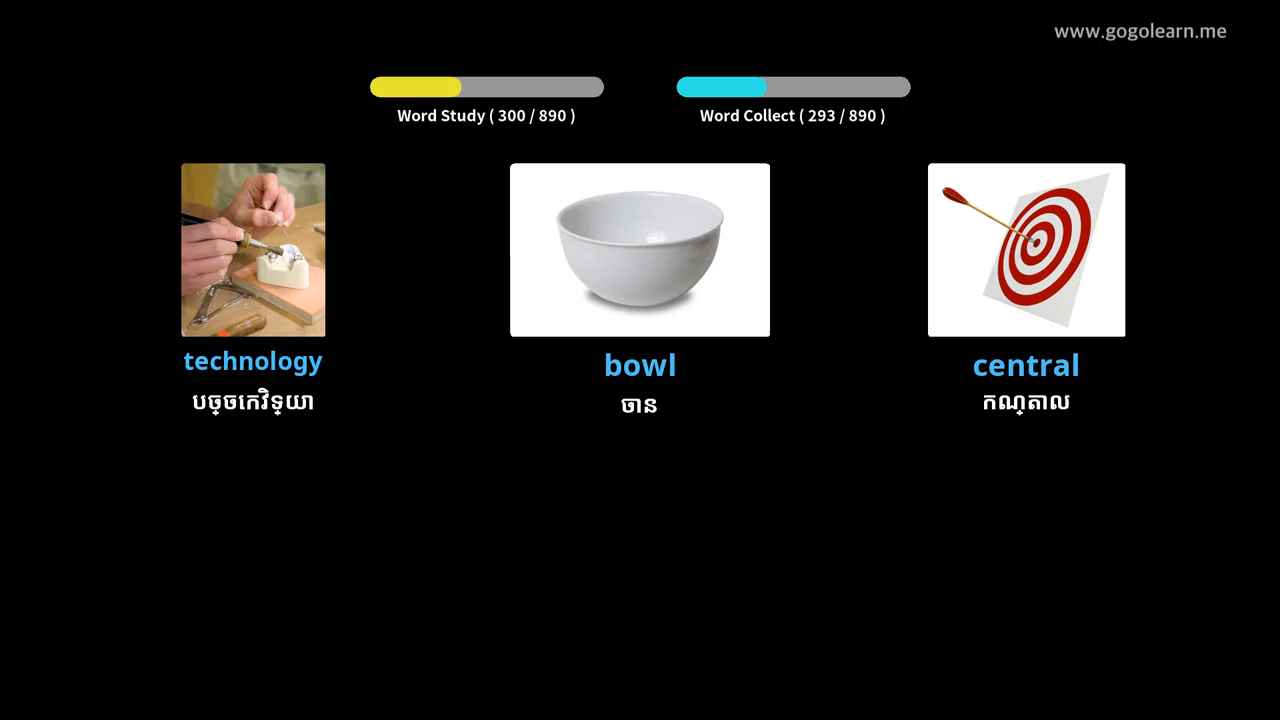 www.gogolearn.me
Word Study ( 300 / 890 )
Word Collect ( 293 / 890 )
technology
bowl
central
បច្ចកេវិទ្យា
ចាន
កណ្តាល